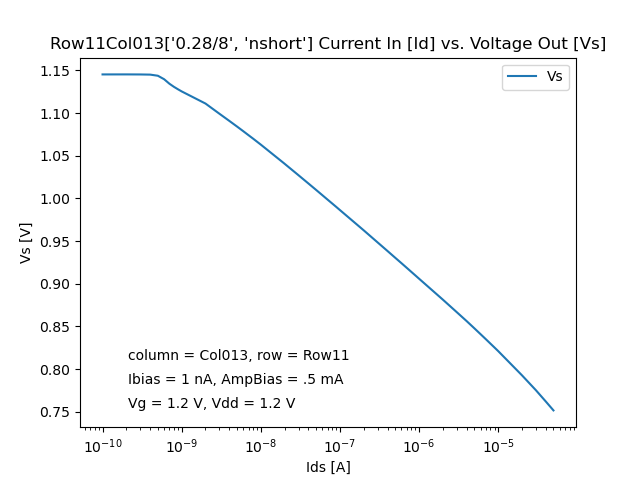 Row11Col013['0.28/8', 'nshort'] Current In [Id] vs. Voltage Out [Vs]
Vs
1.15
1.10
1.05
1.00
0.95
0.90
0.85
0.80
0.75
Vs [V]
column = Col013, row = Row11
Ibias = 1 nA, AmpBias = .5 mA
Vg = 1.2 V, Vdd = 1.2 V
10⁻¹⁰ 10⁻⁹ 10⁻⁸ 10⁻⁷ 10⁻⁶ 10⁻⁵
Ids [A]